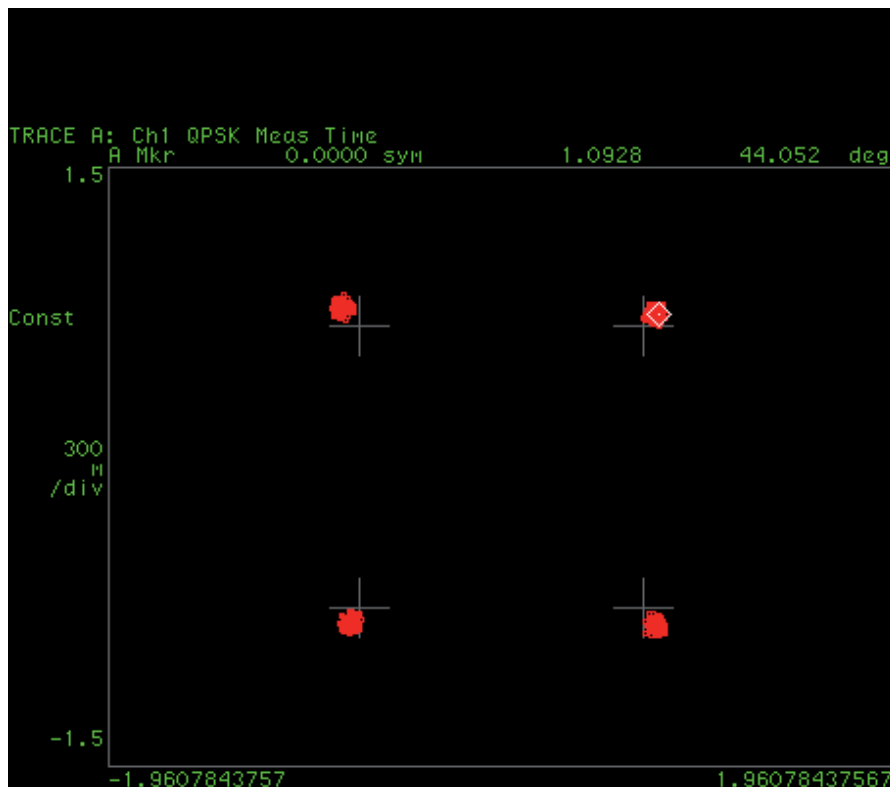 TRACE A: Ch1 QPSK Meas Time
A Mkr 0.0000 sym 1.0928 44.052 deg
1.5
Const
300
m
/div
-1.5
-1.9607843757 1.96078437567